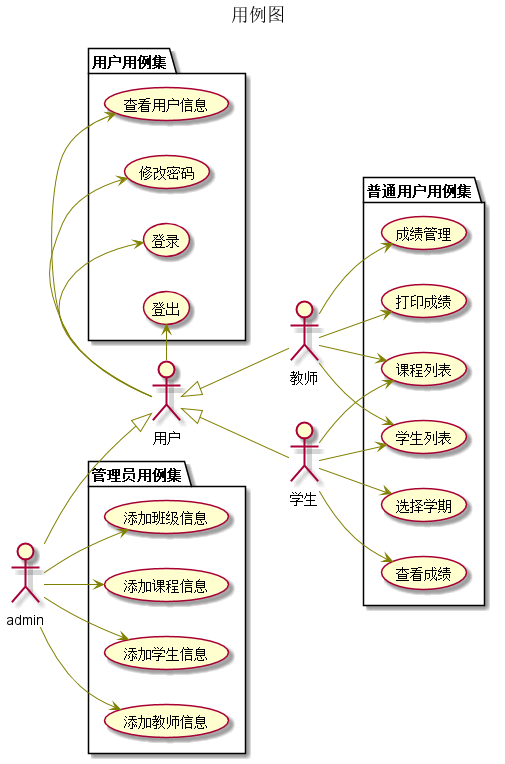 用例图
用户用例集
查看用户信息
修改密码
登录
登出
用户
管理员用例集
添加班级信息
添加课程信息
添加学生信息
添加教师信息
admin
教师
学生
普通用户用例集
成绩管理
打印成绩
课程列表
学生列表
选择学期
查看成绩